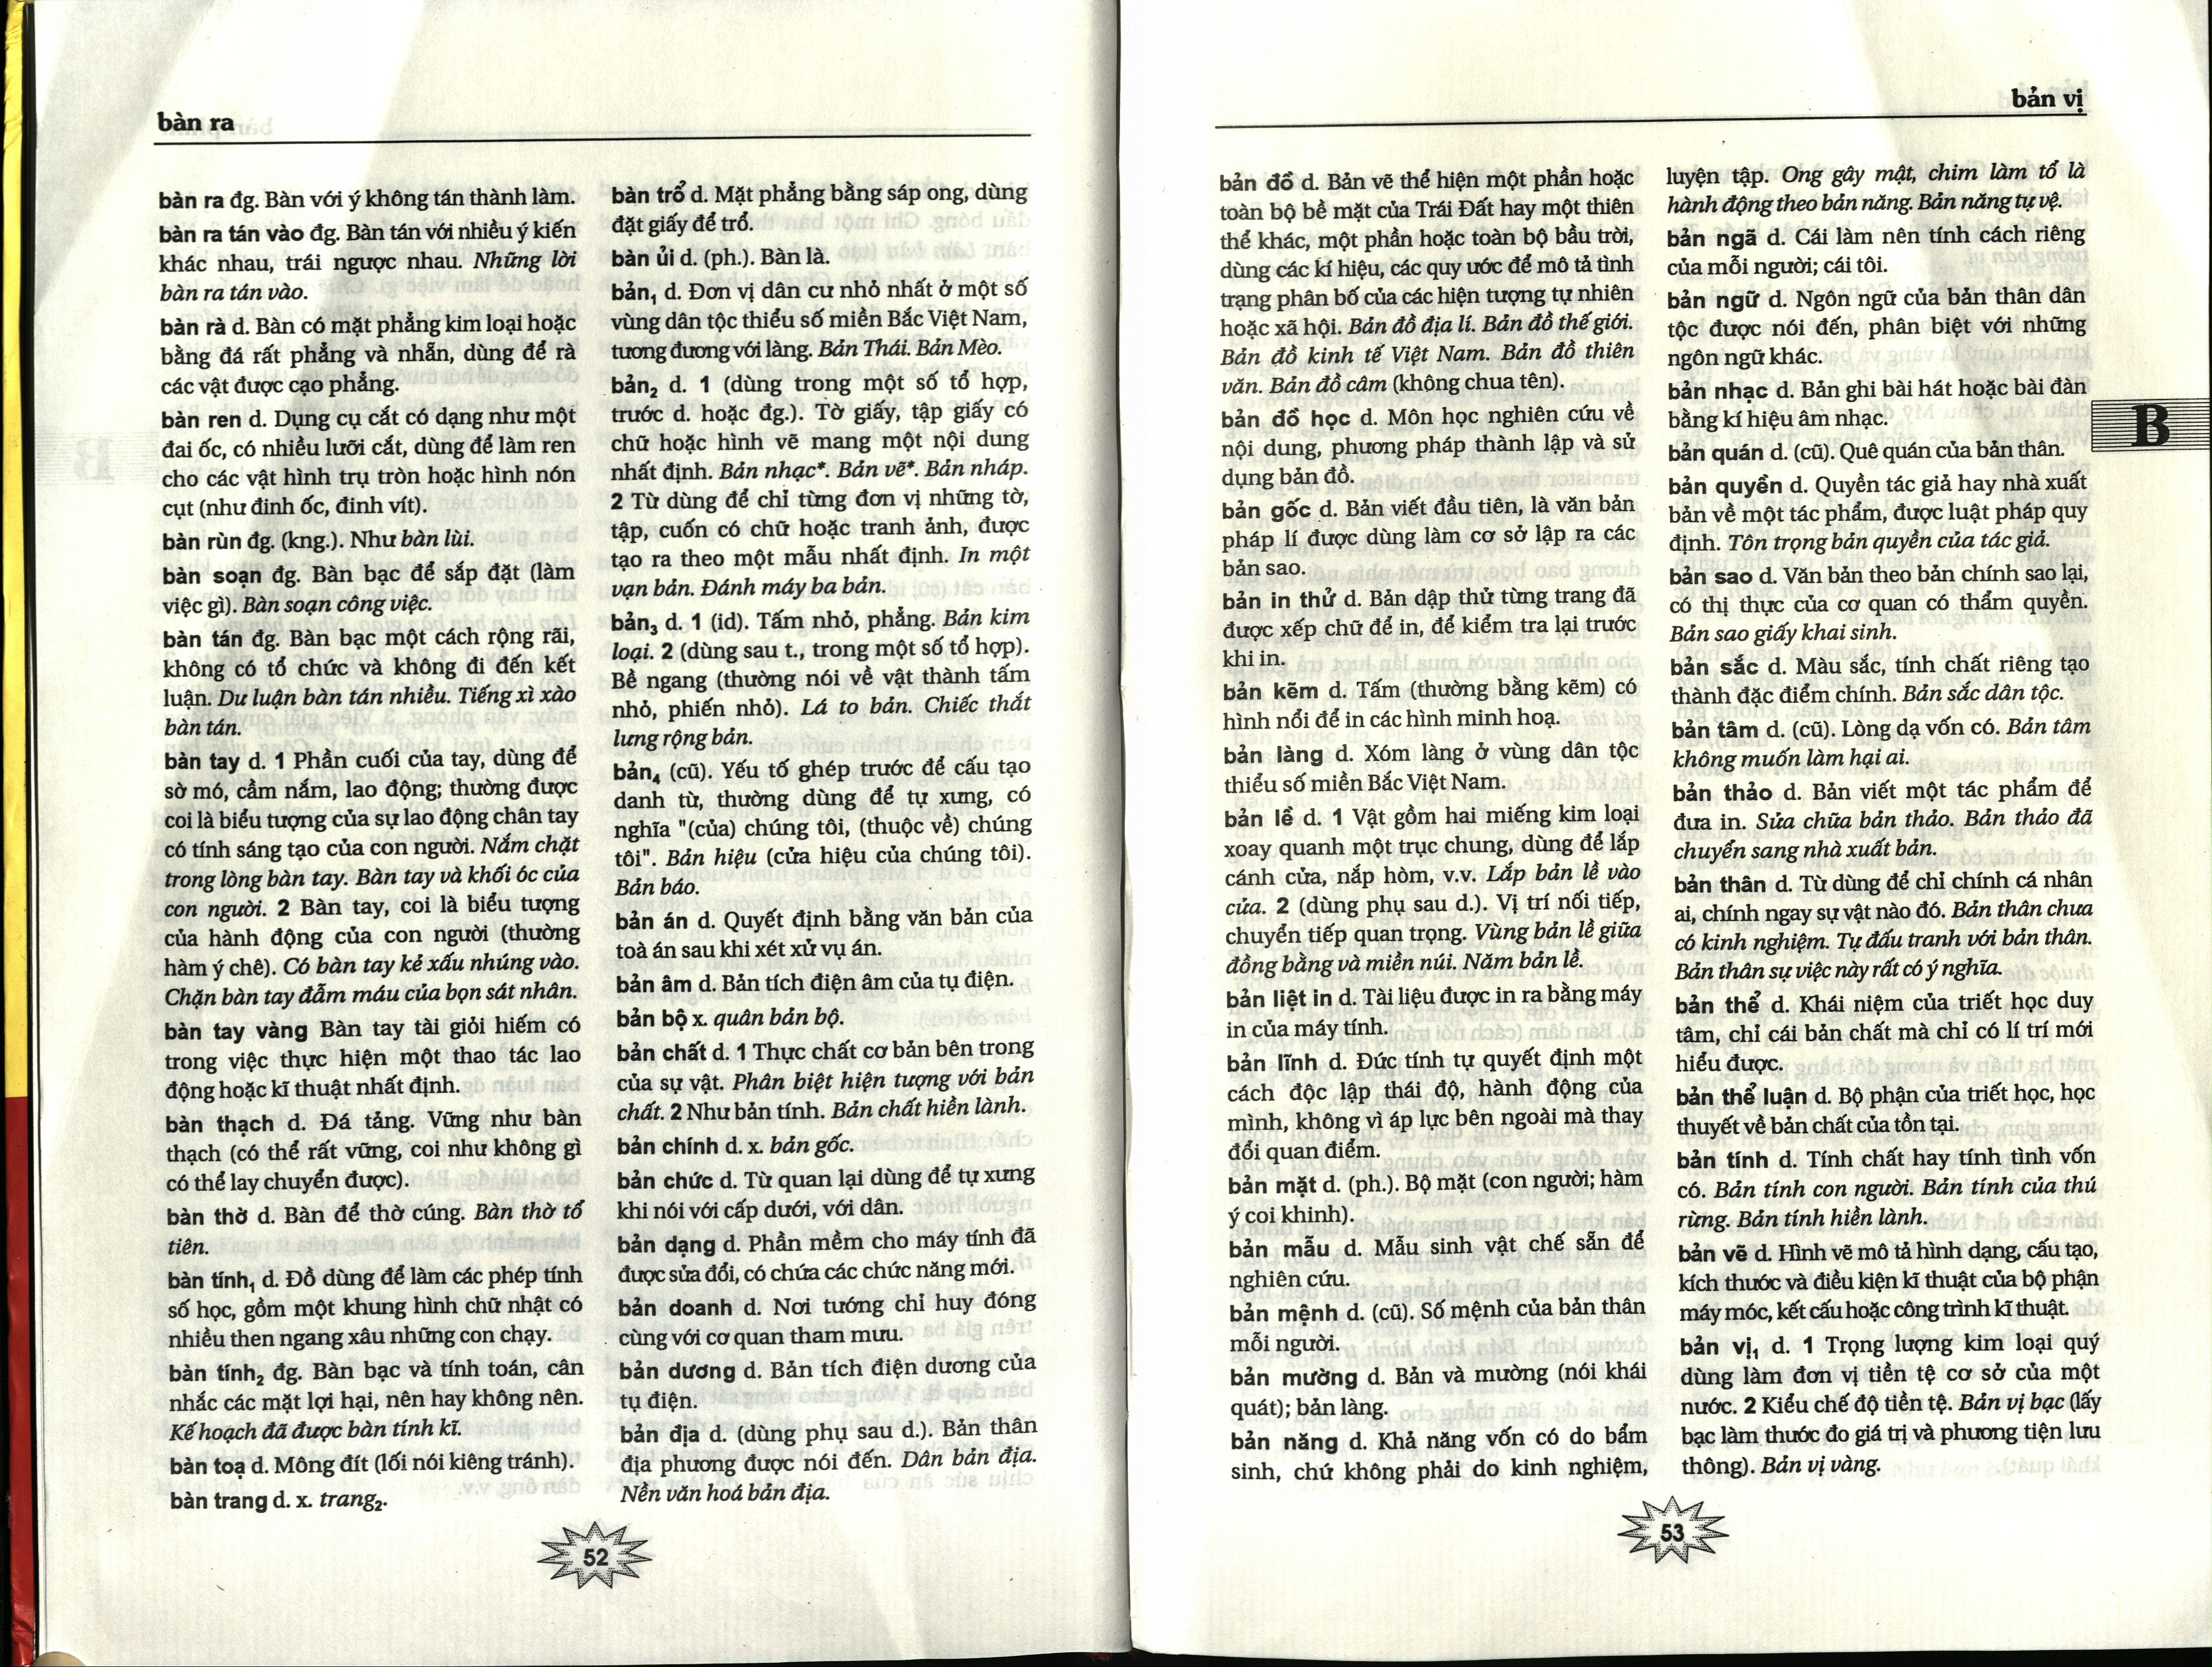 bàn ra
bàn ra đg. Bàn với ý không tán thành làm.
bàn ra tán vào đg. Bàn tán với nhiều ý kiến
khác nhau, trái ngược nhau. Những lời
bàn ra tán vào.
bàn rà d. Bàn có mặt phẳng kim loại hoặc
bằng đá rất phẳng và nhẵn, dùng để rà
các vật được cạo phẳng.
bàn ren d. Dụng cụ cắt có dạng như một
đai ốc, có nhiều lưỡi cắt, dùng để làm ren
cho các vật hình trụ tròn hoặc hình nón
cụt (như đinh ốc, đinh vít).
bàn rùn đg. (kng.). Như bàn lùi.
bàn soạn đg. Bàn bạc để sắp đặt (làm
việc gì). Bàn soạn công việc.
bàn tán đg. Bàn bạc một cách rộng rãi,
không có tổ chức và không đi đến kết
luận. Dư luận bàn tán nhiều. Tiếng xì xào
bàn tán.
bàn tay d. 1 Phần cuối của tay, dùng để
sờ mó, cầm nắm, lao động; thường được
coi là biểu tượng của sự lao động chân tay
có tính sáng tạo của con người. Nắm chặt
trong lòng bàn tay. Bàn tay và khối óc của
con người. 2 Bàn tay, coi là biểu tượng
của hành động của con người (thường
hàm ý chê). Có bàn tay kẻ xấu nhúng vào.
Chặn bàn tay đẫm máu của bọn sát nhân.
bàn tay vàng Bàn tay tài giỏi hiếm có
trong việc thực hiện một thao tác lao
động hoặc kĩ thuật nhất định.
bàn thạch d. Đá tảng. Vững như bàn
thạch (có thể rất vững, coi như không gì
có thể lay chuyển được).
bàn thờ d. Bàn để thờ cúng. Bàn thờ tổ
tiên.
bàn tính₁ d. Đồ dùng để làm các phép tính
số học, gồm một khung hình chữ nhật có
nhiều then ngang xâu những con chạy.
bàn tính₂ đg. Bàn bạc và tính toán, cân
nhắc các mặt lợi hại, nên hay không nên.
Kế hoạch đã được bàn tính kĩ.
bàn toạ d. Mông đít (lối nói kiêng tránh).
bàn trang d. x. trang₂.
bàn trổ d. Mặt phẳng bằng sáp ong, dùng
đặt giấy để trổ.
bàn ủi d. (ph.). Bàn là.
bản₁ d. Đơn vị dân cư nhỏ nhất ở một số
vùng dân tộc thiểu số miền Bắc Việt Nam,
tương đương với làng. Bản Thái. Bản Mèo.
bản₂ d. 1 (dùng trong một số tổ hợp,
trước d. hoặc đg.). Tờ giấy, tập giấy có
chữ hoặc hình vẽ mang một nội dung
nhất định. Bản nhạc*. Bản vẽ*. Bản nháp.
2 Từ dùng để chỉ từng đơn vị những tờ,
tập, cuốn có chữ hoặc tranh ảnh, được
tạo ra theo một mẫu nhất định. In một
vạn bản. Đánh máy ba bản.
bản₃ d. 1 (id). Tấm nhỏ, phẳng. Bản kim
loại. 2 (dùng sau t., trong một số tổ hợp).
Bề ngang (thường nói về vật thành tấm
nhỏ, phiến nhỏ). Lá to bản. Chiếc thắt
lưng rộng bản.
bản₄ (cũ). Yếu tố ghép trước để cấu tạo
danh từ, thường dùng để tự xưng, có
nghĩa "(của) chúng tôi, (thuộc về) chúng
tôi". Bản hiệu (cửa hiệu của chúng tôi).
Bản báo.
bản án d. Quyết định bằng văn bản của
toà án sau khi xét xử vụ án.
bản âm d. Bản tích điện âm của tụ điện.
bản bộ x. quân bản bộ.
bản chất d. 1 Thực chất cơ bản bên trong
của sự vật. Phân biệt hiện tượng với bản
chất. 2 Như bản tính. Bản chất hiền lành.
bản chính d. x. bản gốc.
bản chức d. Từ quan lại dùng để tự xưng
khi nói với cấp dưới, với dân.
bản dạng d. Phần mềm cho máy tính đã
được sửa đổi, có chứa các chức năng mới.
bản doanh d. Nơi tướng chỉ huy đóng
cùng với cơ quan tham mưu.
bản dương d. Bản tích điện dương của
tụ điện.
bản địa d. (dùng phụ sau d.). Bản thân
địa phương được nói đến. Dân bản địa.
Nền văn hoá bản địa.
52
bản vị
bản đồ d. Bản vẽ thể hiện một phần hoặc
toàn bộ bề mặt của Trái Đất hay một thiên
thể khác, một phần hoặc toàn bộ bầu trời,
dùng các kí hiệu, các quy ước để mô tả tình
trạng phân bố của các hiện tượng tự nhiên
hoặc xã hội. Bản đồ địa lí. Bản đồ thế giới.
Bản đồ kinh tế Việt Nam. Bản đồ thiên
văn. Bản đồ câm (không chua tên).
bản đồ học d. Môn học nghiên cứu về
nội dung, phương pháp thành lập và sử
dụng bản đồ.
bản gốc d. Bản viết đầu tiên, là văn bản
pháp lí được dùng làm cơ sở lập ra các
bản sao.
bản in thử d. Bản dập thử từng trang đã
được xếp chữ để in, để kiểm tra lại trước
khi in.
bản kẽm d. Tấm (thường bằng kẽm) có
hình nổi để in các hình minh hoạ.
bản làng d. Xóm làng ở vùng dân tộc
thiểu số miền Bắc Việt Nam.
bản lề d. 1 Vật gồm hai miếng kim loại
xoay quanh một trục chung, dùng để lắp
cánh cửa, nắp hòm, v.v. Lắp bản lề vào
cửa. 2 (dùng phụ sau d.). Vị trí nối tiếp,
chuyển tiếp quan trọng. Vùng bản lề giữa
đồng bằng và miền núi. Năm bản lề.
bản liệt in d. Tài liệu được in ra bằng máy
in của máy tính.
bản lĩnh d. Đức tính tự quyết định một
cách độc lập thái độ, hành động của
mình, không vì áp lực bên ngoài mà thay
đổi quan điểm.
bản mặt d. (ph.). Bộ mặt (con người; hàm
ý coi khinh).
bản mẫu d. Mẫu sinh vật chế sẵn để
nghiên cứu.
bản mệnh d. (cũ). Số mệnh của bản thân
mỗi người.
bản mường d. Bản và mường (nói khái
quát); bản làng.
bản năng d. Khả năng vốn có do bẩm
sinh, chứ không phải do kinh nghiệm,
luyện tập. Ong gây mật, chim làm tổ là
hành động theo bản năng. Bản năng tự vệ.
bản ngã d. Cái làm nên tính cách riêng
của mỗi người; cái tôi.
bản ngữ d. Ngôn ngữ của bản thân dân
tộc được nói đến, phân biệt với những
ngôn ngữ khác.
bản nhạc d. Bản ghi bài hát hoặc bài đàn
bằng kí hiệu âm nhạc.
bản quán d. (cũ). Quê quán của bản thân.
bản quyền d. Quyền tác giả hay nhà xuất
bản về một tác phẩm, được luật pháp quy
định. Tôn trọng bản quyền của tác giả.
bản sao d. Văn bản theo bản chính sao lại,
có thị thực của cơ quan có thẩm quyền.
Bản sao giấy khai sinh.
bản sắc d. Màu sắc, tính chất riêng tạo
thành đặc điểm chính. Bản sắc dân tộc.
bản tâm d. (cũ). Lòng dạ vốn có. Bản tâm
không muốn làm hại ai.
bản thảo d. Bản viết một tác phẩm để
đưa in. Sửa chữa bản thảo. Bản thảo đã
chuyển sang nhà xuất bản.
bản thân d. Từ dùng để chỉ chính cá nhân
ai, chính ngay sự vật nào đó. Bản thân chưa
có kinh nghiệm. Tự đấu tranh với bản thân.
Bản thân sự việc này rất có ý nghĩa.
bản thể d. Khái niệm của triết học duy
tâm, chỉ cái bản chất mà chỉ có lí trí mới
hiểu được.
bản thể luận d. Bộ phận của triết học, học
thuyết về bản chất của tồn tại.
bản tính d. Tính chất hay tính tình vốn
có. Bản tính con người. Bản tính của thú
rừng. Bản tính hiền lành.
bản vẽ d. Hình vẽ mô tả hình dạng, cấu tạo,
kích thước và điều kiện kĩ thuật của bộ phận
máy móc, kết cấu hoặc công trình kĩ thuật.
bản vị₁ d. 1 Trọng lượng kim loại quý
dùng làm đơn vị tiền tệ cơ sở của một
nước. 2 Kiểu chế độ tiền tệ. Bản vị bạc (lấy
bạc làm thước đo giá trị và phương tiện lưu
thông). Bản vị vàng.
B
53